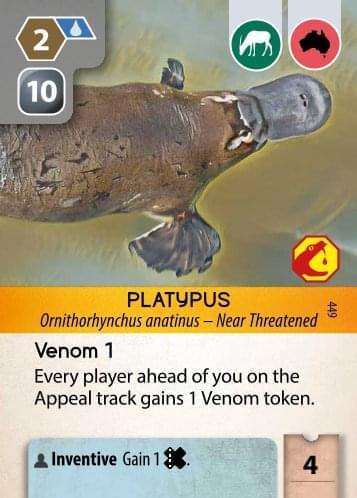 2
10
PLATYPUS
Ornithorhynchus anatinus – Near Threatened
449
Venom 1
Every player ahead of you on the
Appeal track gains 1 Venom token.
Inventive Gain 1 .
4